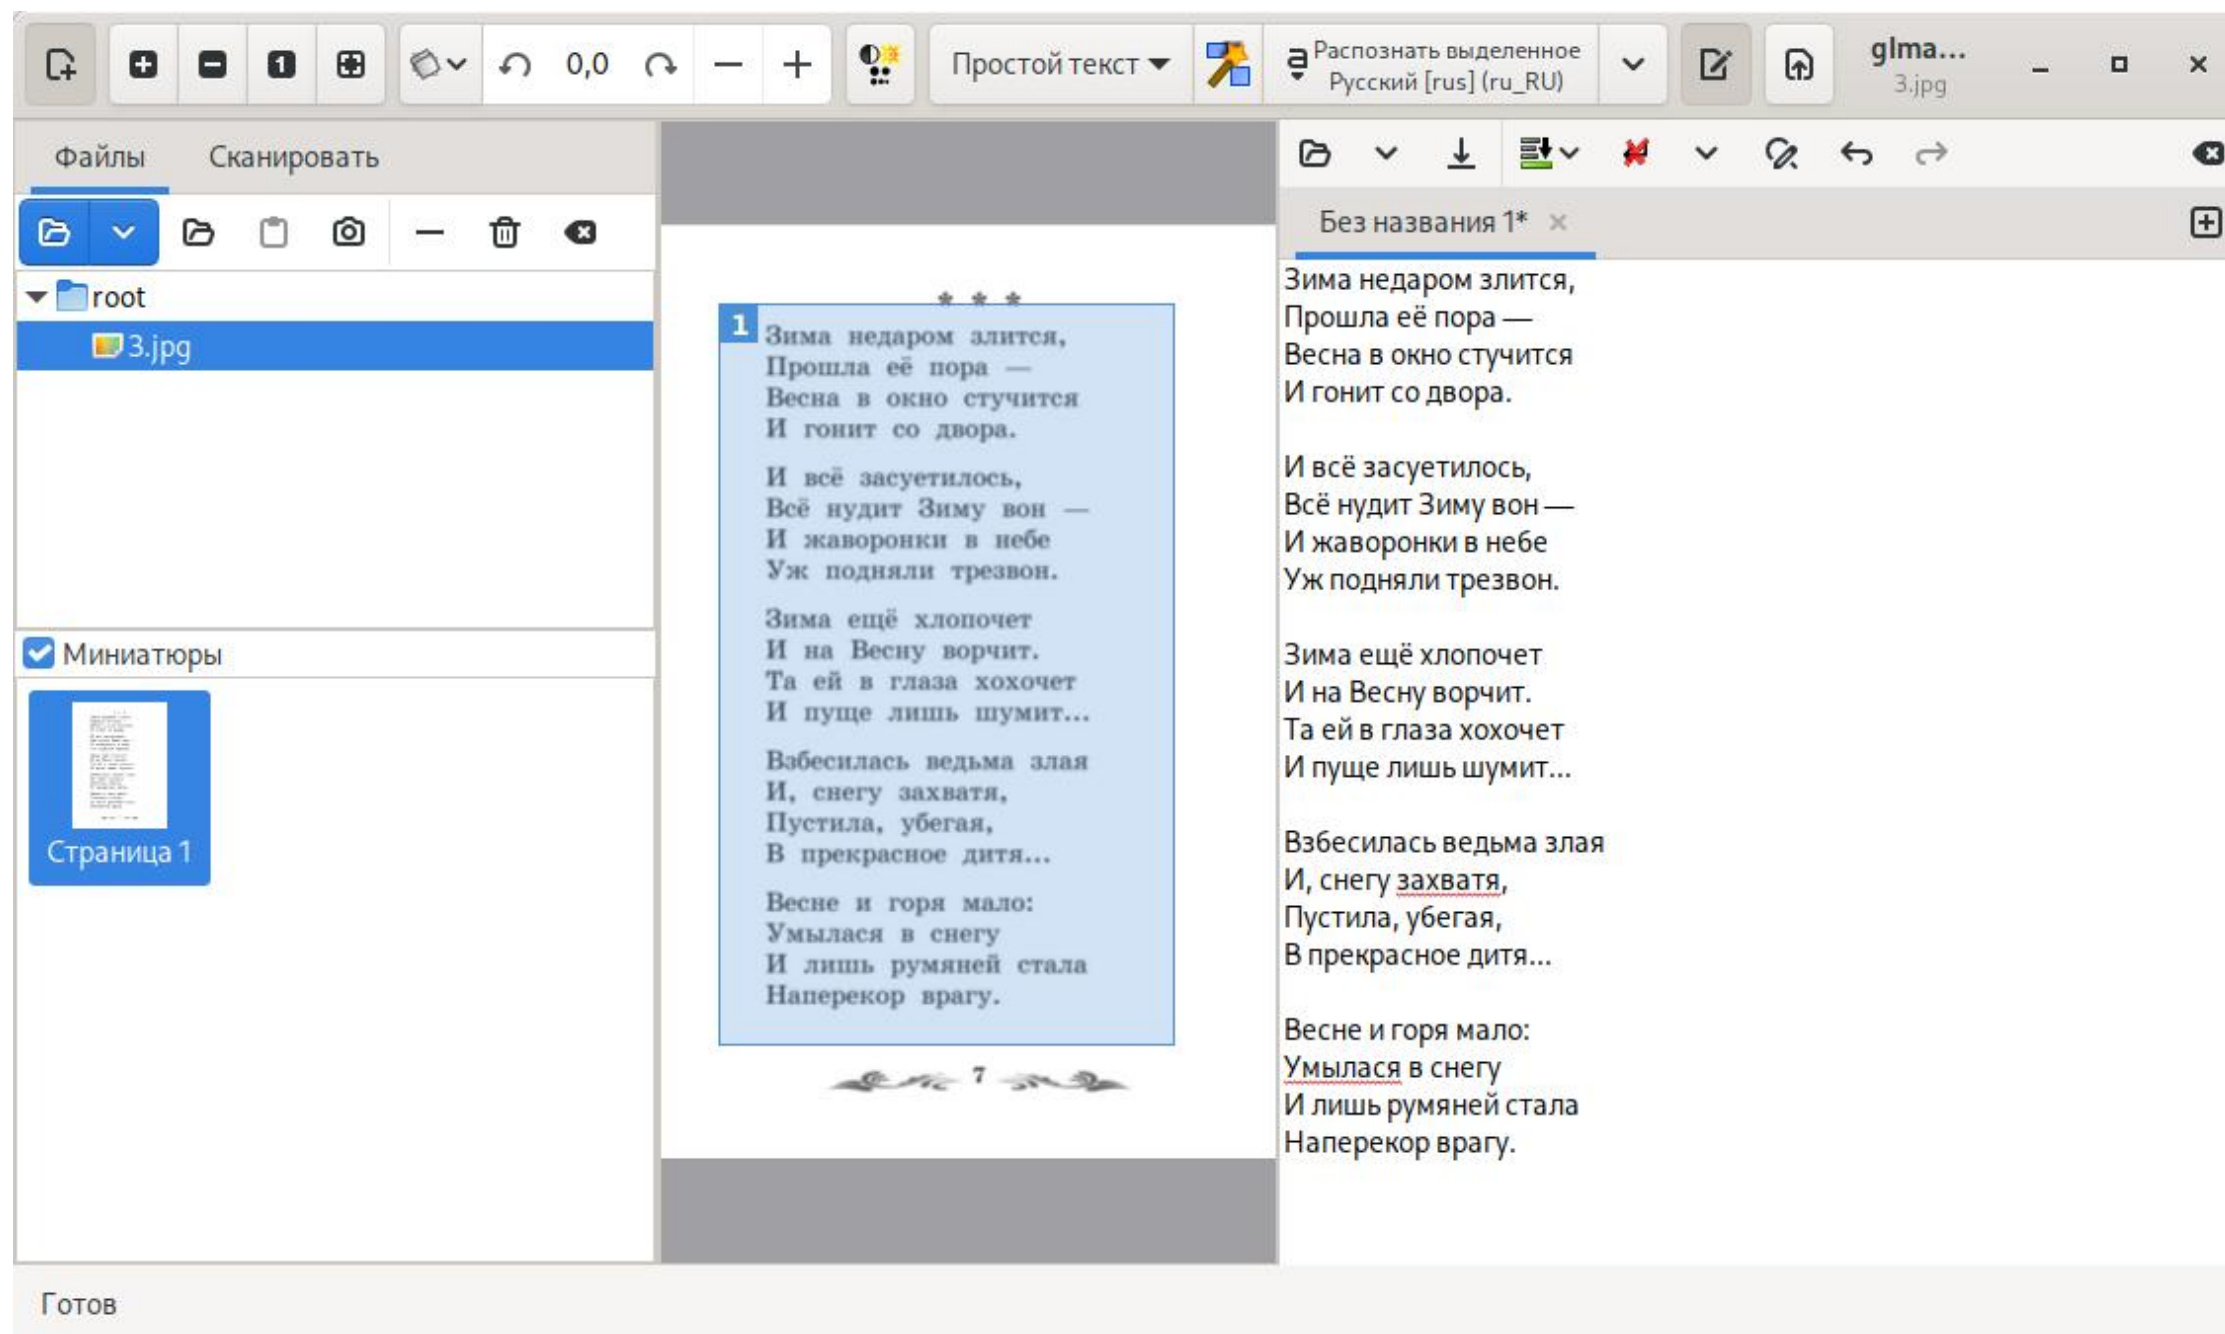 0,0
Простой текст
Распознать выделенное
Русский [rus] (ru_RU)
glma...
3.jpg
Файлы
Сканировать
root
3.jpg
Миниатюры
Страница 1
* * *
1
Зима недаром злится,
Прошла её пора —
Весна в окно стучится
И гонит со двора.
И всё засуетилось,
Всё нудит Зиму вон —
И жаворонки в небе
Уж подняли трезвон.
Зима ещё хлопочет
И на Весну ворчит.
Та ей в глаза хохочет
И пуще лишь шумит...
Взбесилась ведьма злая
И, снегу захватя,
Пустила, убегая,
В прекрасное дитя...
Весне и горя мало:
Умылася в снегу
И лишь румяней стала
Наперекор врагу.
7
Без названия 1*
Зима недаром злится,
Прошла её пора —
Весна в окно стучится
И гонит со двора.
И всё засуетилось,
Всё нудит Зиму вон —
И жаворонки в небе
Уж подняли трезвон.
Зима ещё хлопочет
И на Весну ворчит.
Та ей в глаза хохочет
И пуще лишь шумит...
Взбесилась ведьма злая
И, снегу захватя,
Пустила, убегая,
В прекрасное дитя...
Весне и горя мало:
Умылася в снегу
И лишь румяней стала
Наперекор врагу.
Готов